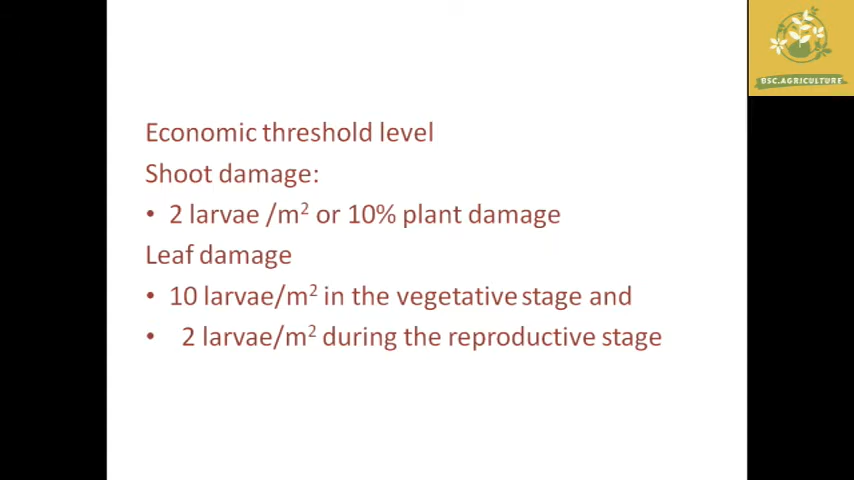 BSC.AGRICULTURE
Economic threshold level
Shoot damage:
• 2 larvae /m² or 10% plant damage
Leaf damage
• 10 larvae/m² in the vegetative stage and
• 2 larvae/m² during the reproductive stage